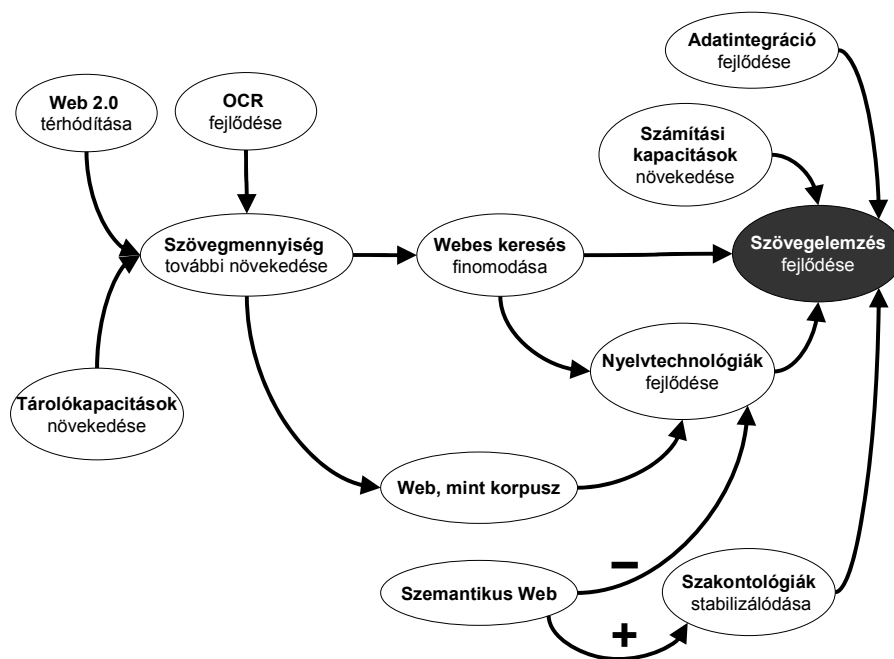 Adatintegráció
fejlődése
Web 2.0
térhódítása
OCR
fejlődése
Számítási
kapacitások
növekedése
Szövegmennyiség
további növekedése
Webes keresés
finomodása
Szövegelemzés
fejlődése
Nyelvtechnológiák
fejlődése
Tárolókapacitások
növekedése
Web, mint korpusz
−
Szemantikus Web
Szakontológiák
stabilizálódása
+